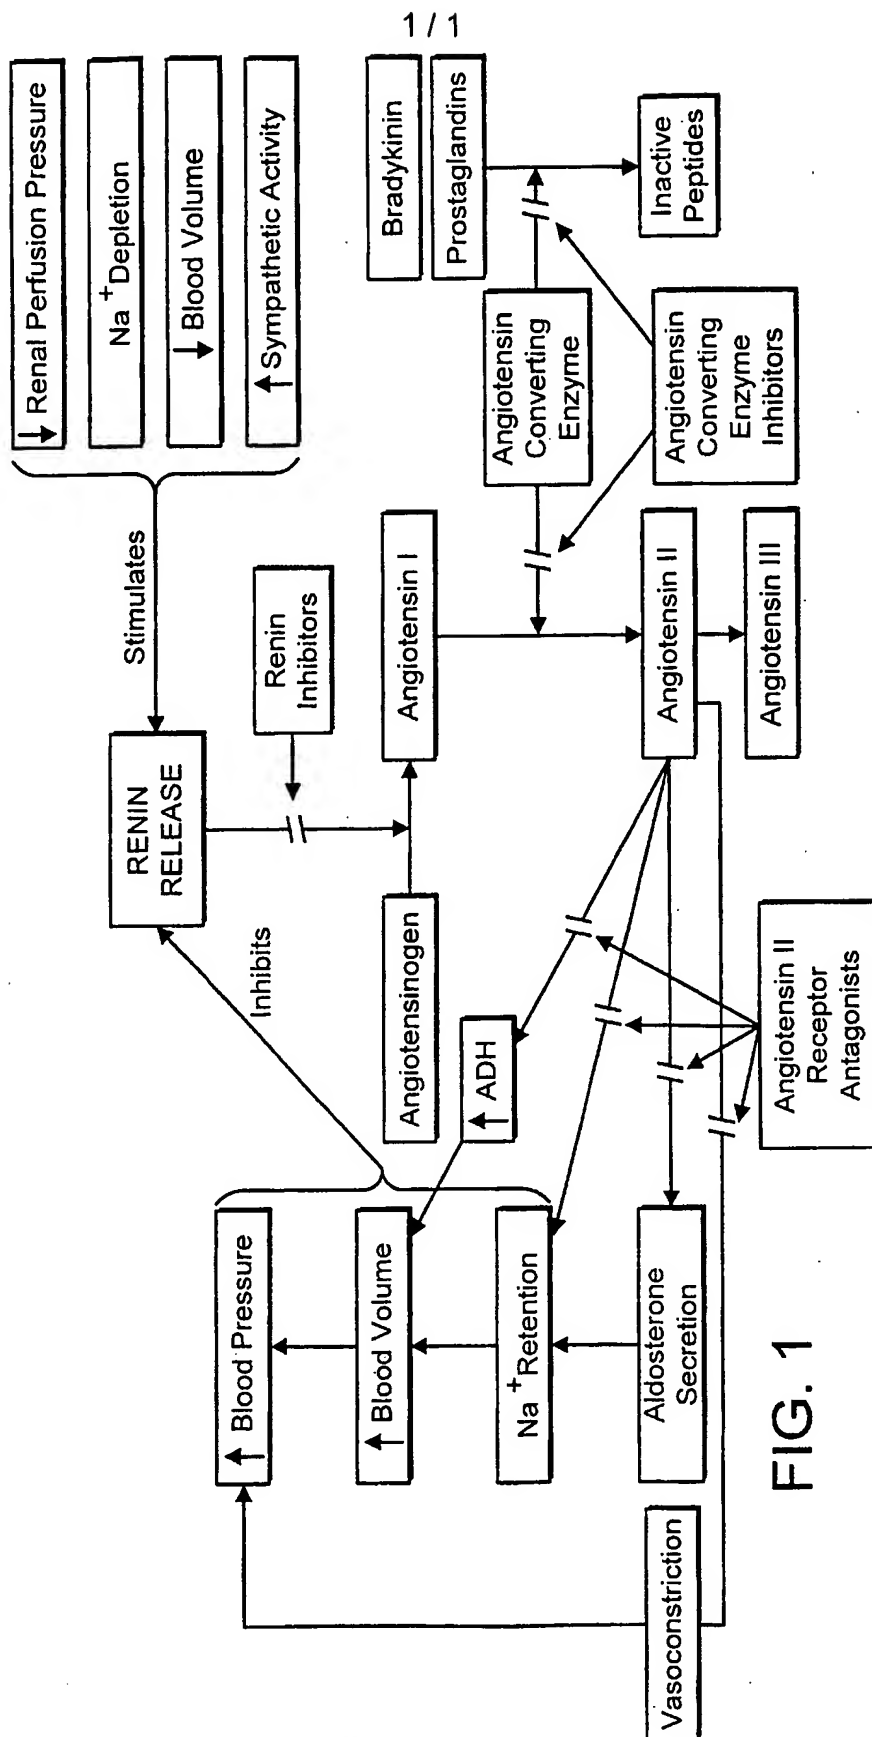 1 / 1
↓ Renal Perfusion Pressure
Na+ Depletion
↓ Blood Volume
↑ Sympathetic Activity
Stimulates
RENIN
RELEASE
Renin
Inhibitors
Inhibits
↑ Blood Pressure
↑ Blood Volume
Na+ Retention
Aldosterone
Secretion
Vasoconstriction
↑ ADH
Angiotensinogen
Angiotensin I
Angiotensin II
Angiotensin III
Angiotensin
Converting
Enzyme
Bradykinin
Prostaglandins
Inactive
Peptides
Angiotensin
Converting
Enzyme
Inhibitors
Angiotensin II
Receptor
Antagonists
FIG. 1